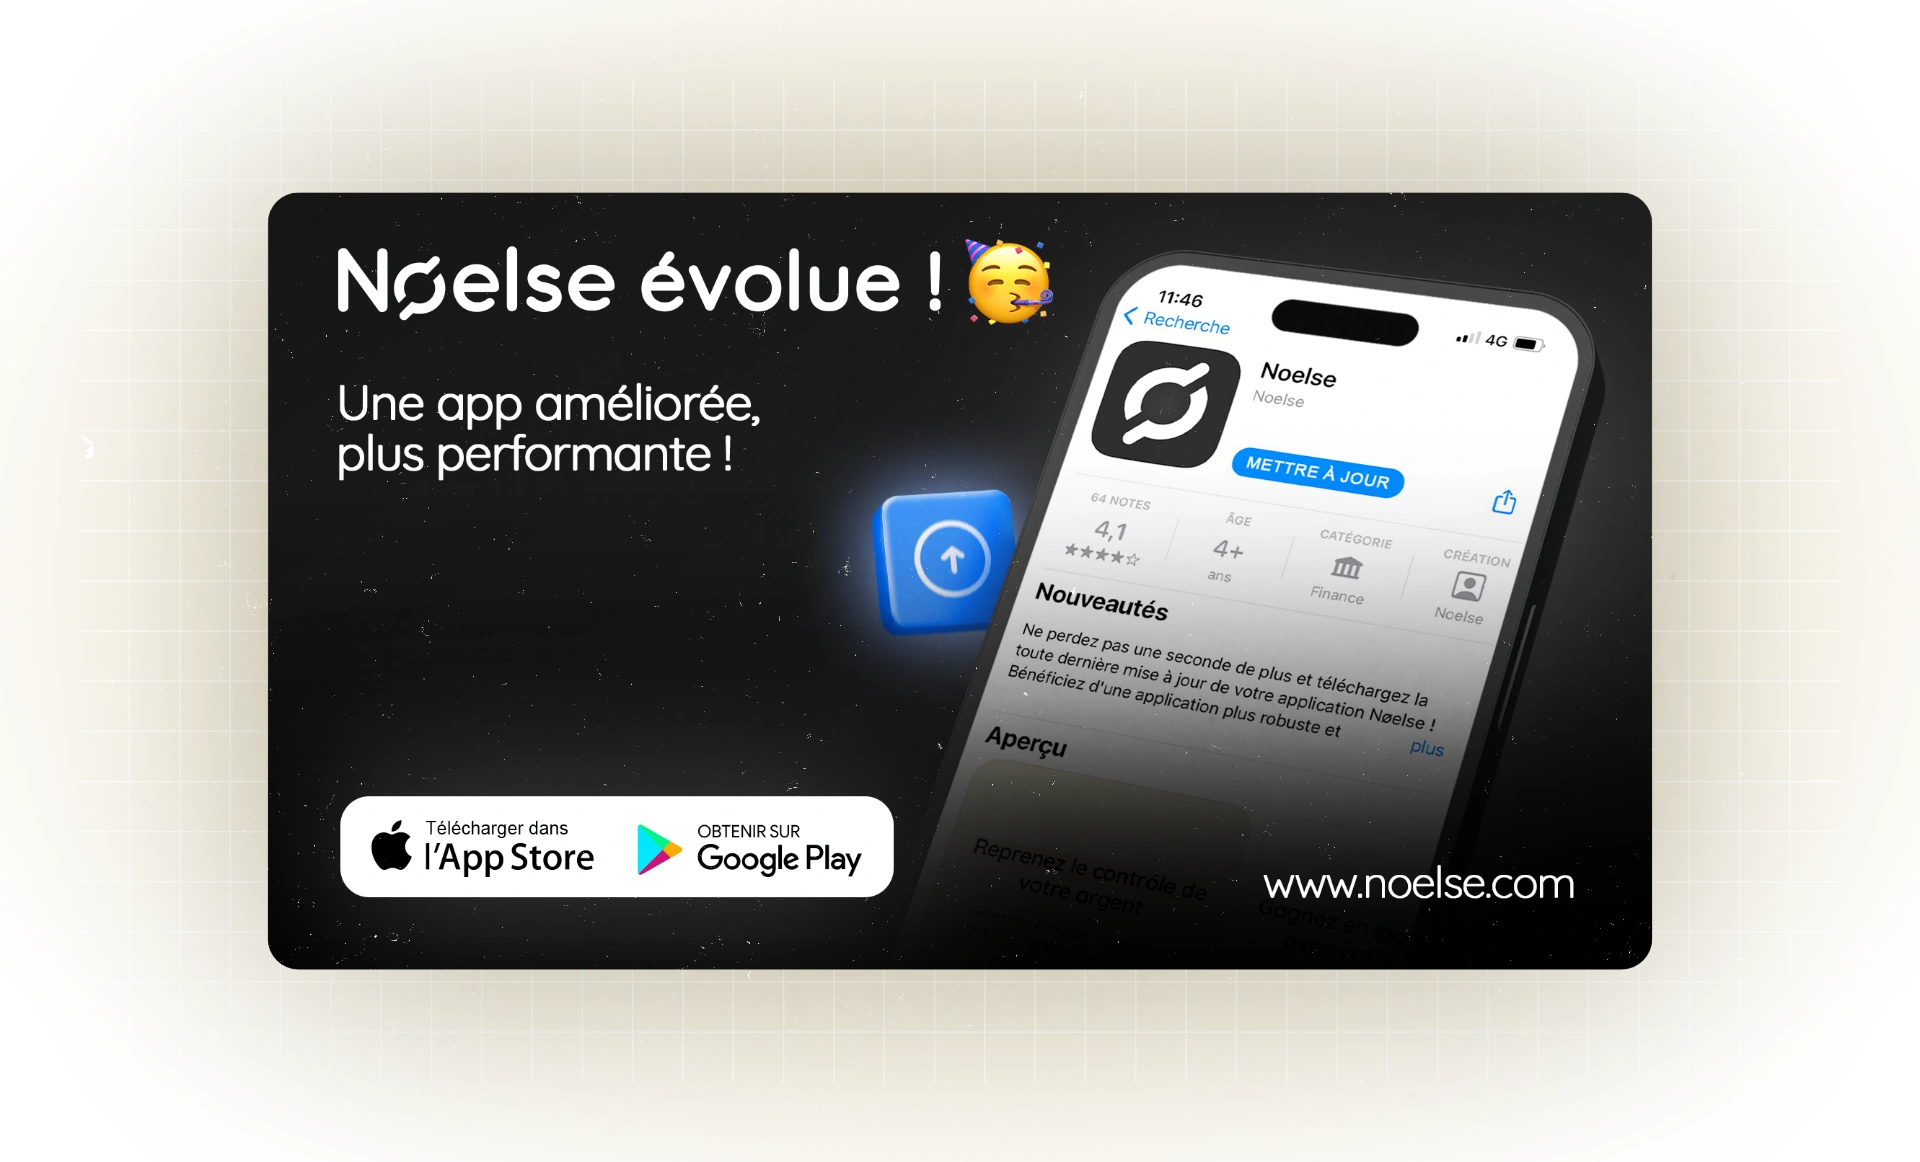 Nøelse évolue !
Une app améliorée,
plus performante !
11:46
4G
Recherche
Noelse
Noelse
METTRE À JOUR
64 NOTES
4,1
ÂGE
4+
ans
CATÉGORIE
Finance
CRÉATION
Noelse
Nouveautés
Ne perdez pas une seconde de plus et téléchargez la
toute dernière mise à jour de votre application Nøelse !
Bénéficiez d'une application plus robuste et
plus
Aperçu
Reprenez le contrôle de
votre argent
Gagnez en
Télécharger dans
l'App Store
OBTENIR SUR
Google Play
www.noelse.com